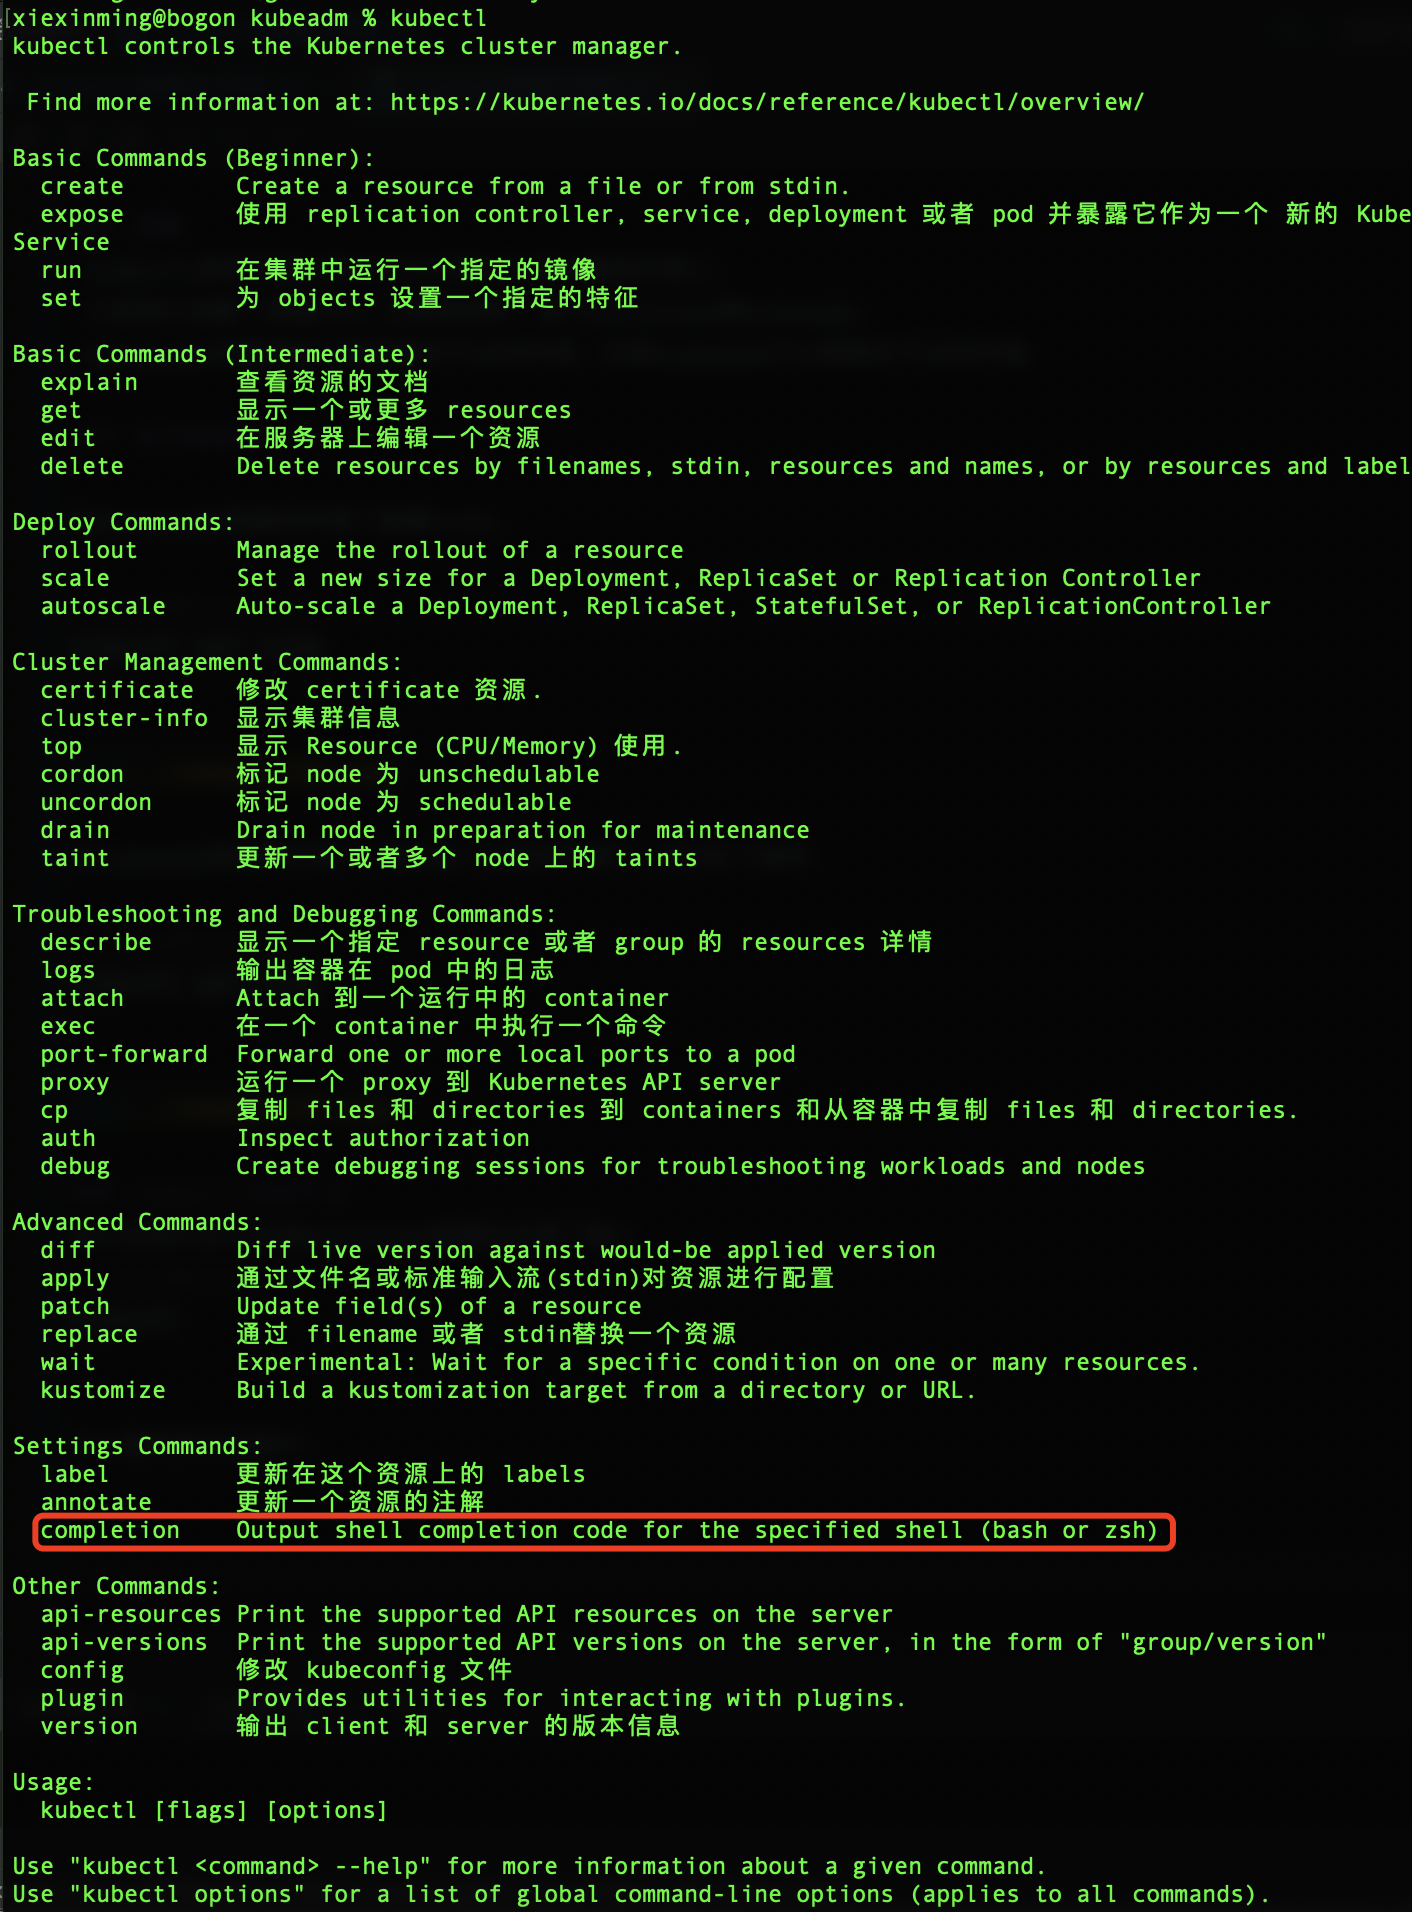 [xiexinming@bogon kubeadm % kubectl
kubectl controls the Kubernetes cluster manager.
Find more information at: https://kubernetes.io/docs/reference/kubectl/overview/
Basic Commands (Beginner):
create Create a resource from a file or from stdin.
expose 使用 replication controller, service, deployment 或者 pod 并暴露它作为一个 新的 Kube
Service
run 在集群中运行一个指定的镜像
set 为 objects 设置一个指定的特征
Basic Commands (Intermediate):
explain 查看资源的文档
get 显示一个或更多 resources
edit 在服务器上编辑一个资源
delete Delete resources by filenames, stdin, resources and names, or by resources and label
Deploy Commands:
rollout Manage the rollout of a resource
scale Set a new size for a Deployment, ReplicaSet or Replication Controller
autoscale Auto-scale a Deployment, ReplicaSet, StatefulSet, or ReplicationController
Cluster Management Commands:
certificate 修改 certificate 资源.
cluster-info 显示集群信息
top 显示 Resource (CPU/Memory) 使用.
cordon 标记 node 为 unschedulable
uncordon 标记 node 为 schedulable
drain Drain node in preparation for maintenance
taint 更新一个或者多个 node 上的 taints
Troubleshooting and Debugging Commands:
describe 显示一个指定 resource 或者 group 的 resources 详情
logs 输出容器在 pod 中的日志
attach Attach 到一个运行中的 container
exec 在一个 container 中执行一个命令
port-forward Forward one or more local ports to a pod
proxy 运行一个 proxy 到 Kubernetes API server
cp 复制 files 和 directories 到 containers 和从容器中复制 files 和 directories.
auth Inspect authorization
debug Create debugging sessions for troubleshooting workloads and nodes
Advanced Commands:
diff Diff live version against would-be applied version
apply 通过文件名或标准输入流(stdin)对资源进行配置
patch Update field(s) of a resource
replace 通过 filename 或者 stdin替换一个资源
wait Experimental: Wait for a specific condition on one or many resources.
kustomize Build a kustomization target from a directory or URL.
Settings Commands:
label 更新在这个资源上的 labels
annotate 更新一个资源的注解
completion Output shell completion code for the specified shell (bash or zsh)
Other Commands:
api-resources Print the supported API resources on the server
api-versions Print the supported API versions on the server, in the form of "group/version"
config 修改 kubeconfig 文件
plugin Provides utilities for interacting with plugins.
version 输出 client 和 server 的版本信息
Usage:
kubectl [flags] [options]
Use "kubectl <command> --help" for more information about a given command.
Use "kubectl options" for a list of global command-line options (applies to all commands).